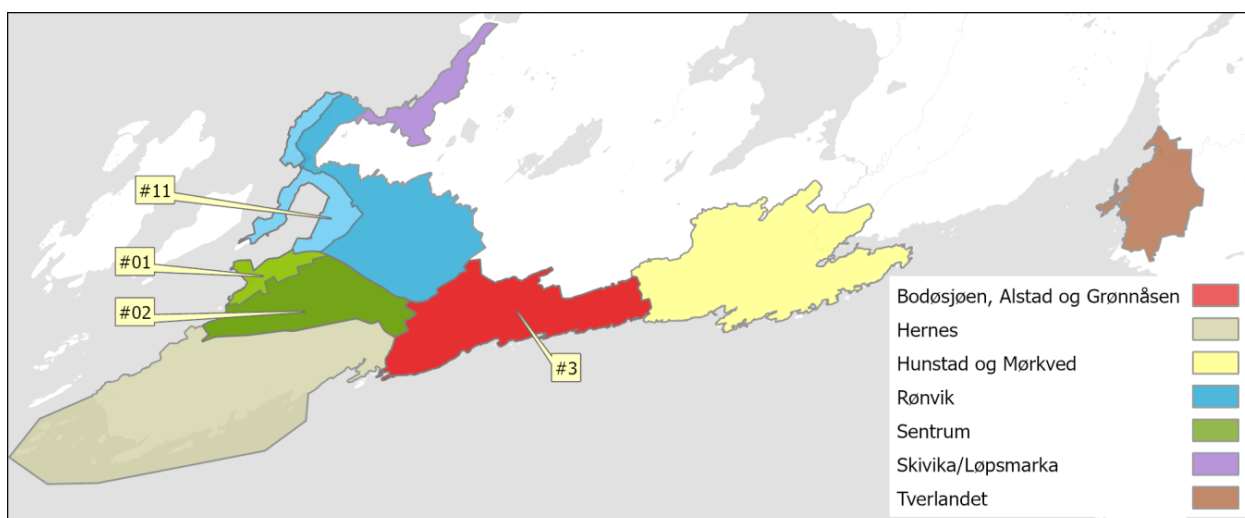 #11
#01
#02
#3
Bodøsjøen, Alstad og Grønnåsen
Hernes
Hunstad og Mørkved
Rønvik
Sentrum
Skivika/Løpsmarka
Tverlandet